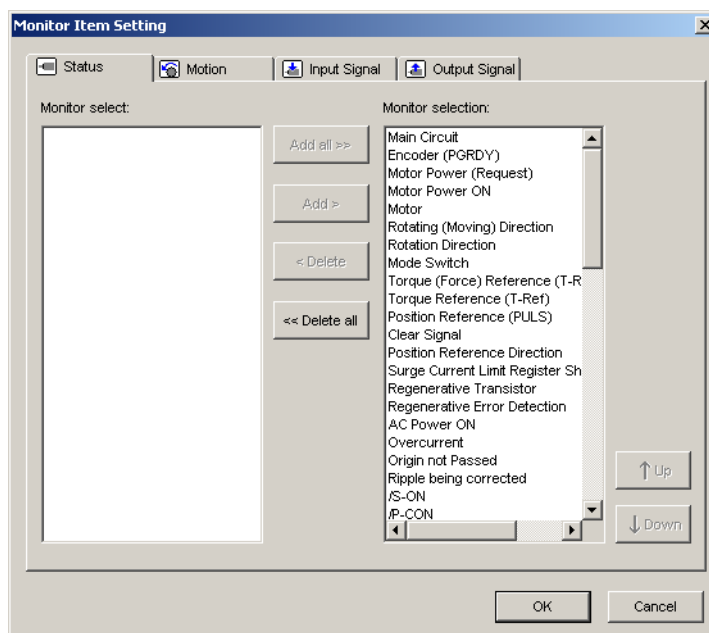 Monitor Item Setting
Status
Motion
Input Signal
Output Signal
Monitor select:
Monitor selection:
Add all >>
Add >
< Delete
<< Delete all
Main Circuit
Encoder (PGRDY)
Motor Power (Request)
Motor Power ON
Motor
Rotating (Moving) Direction
Rotation Direction
Mode Switch
Torque (Force) Reference (T-R
Torque Reference (T-Ref)
Position Reference (PULS)
Clear Signal
Position Reference Direction
Surge Current Limit Register Sh
Regenerative Transistor
Regenerative Error Detection
AC Power ON
Overcurrent
Origin not Passed
Ripple being corrected
/S-ON
/P-CON
Up
Down
OK
Cancel